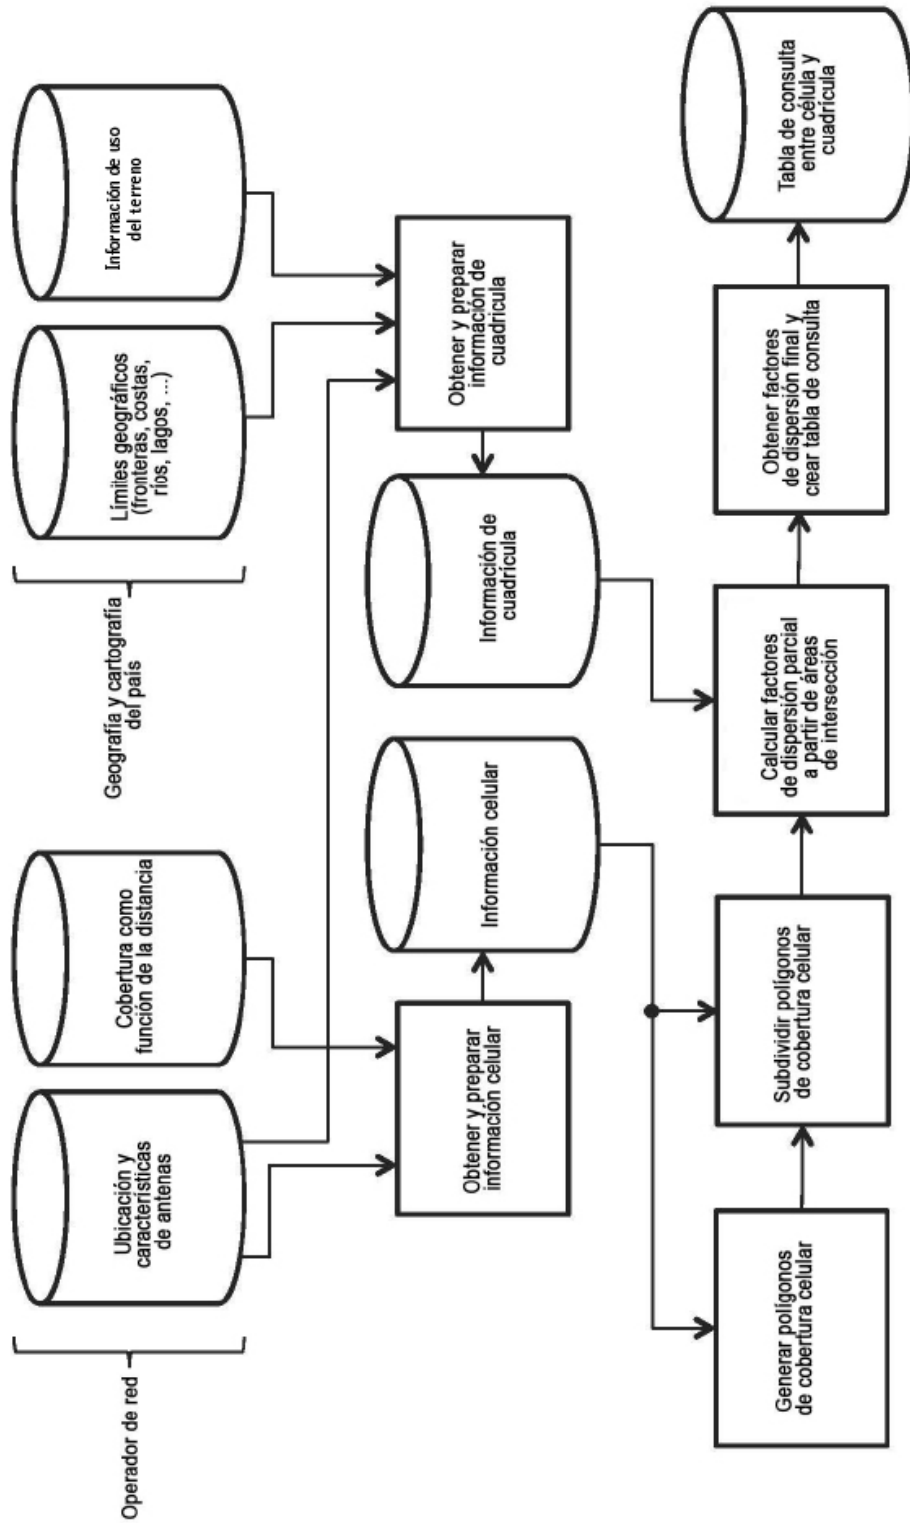 Operador de red
Geografía y cartografía
del país
Ubicación y
características
de antenas
Cobertura como
función de la distancia
Límites geográficos
(fronteras, costas,
ríos, lagos, ...)
Información de uso
del terreno
Obtener y preparar
información celular
Información celular
Información de
cuadrícula
Obtener y preparar
información de
cuadrícula
Generar polígonos
de cobertura celular
Subdividir polígonos
de cobertura celular
Calcular factores
de dispersión parcial
a partir de áreas
de intersección
Obtener factores
de dispersión final y
crear tabla de consulta
Tabla de consulta
entre célula y
cuadrícula